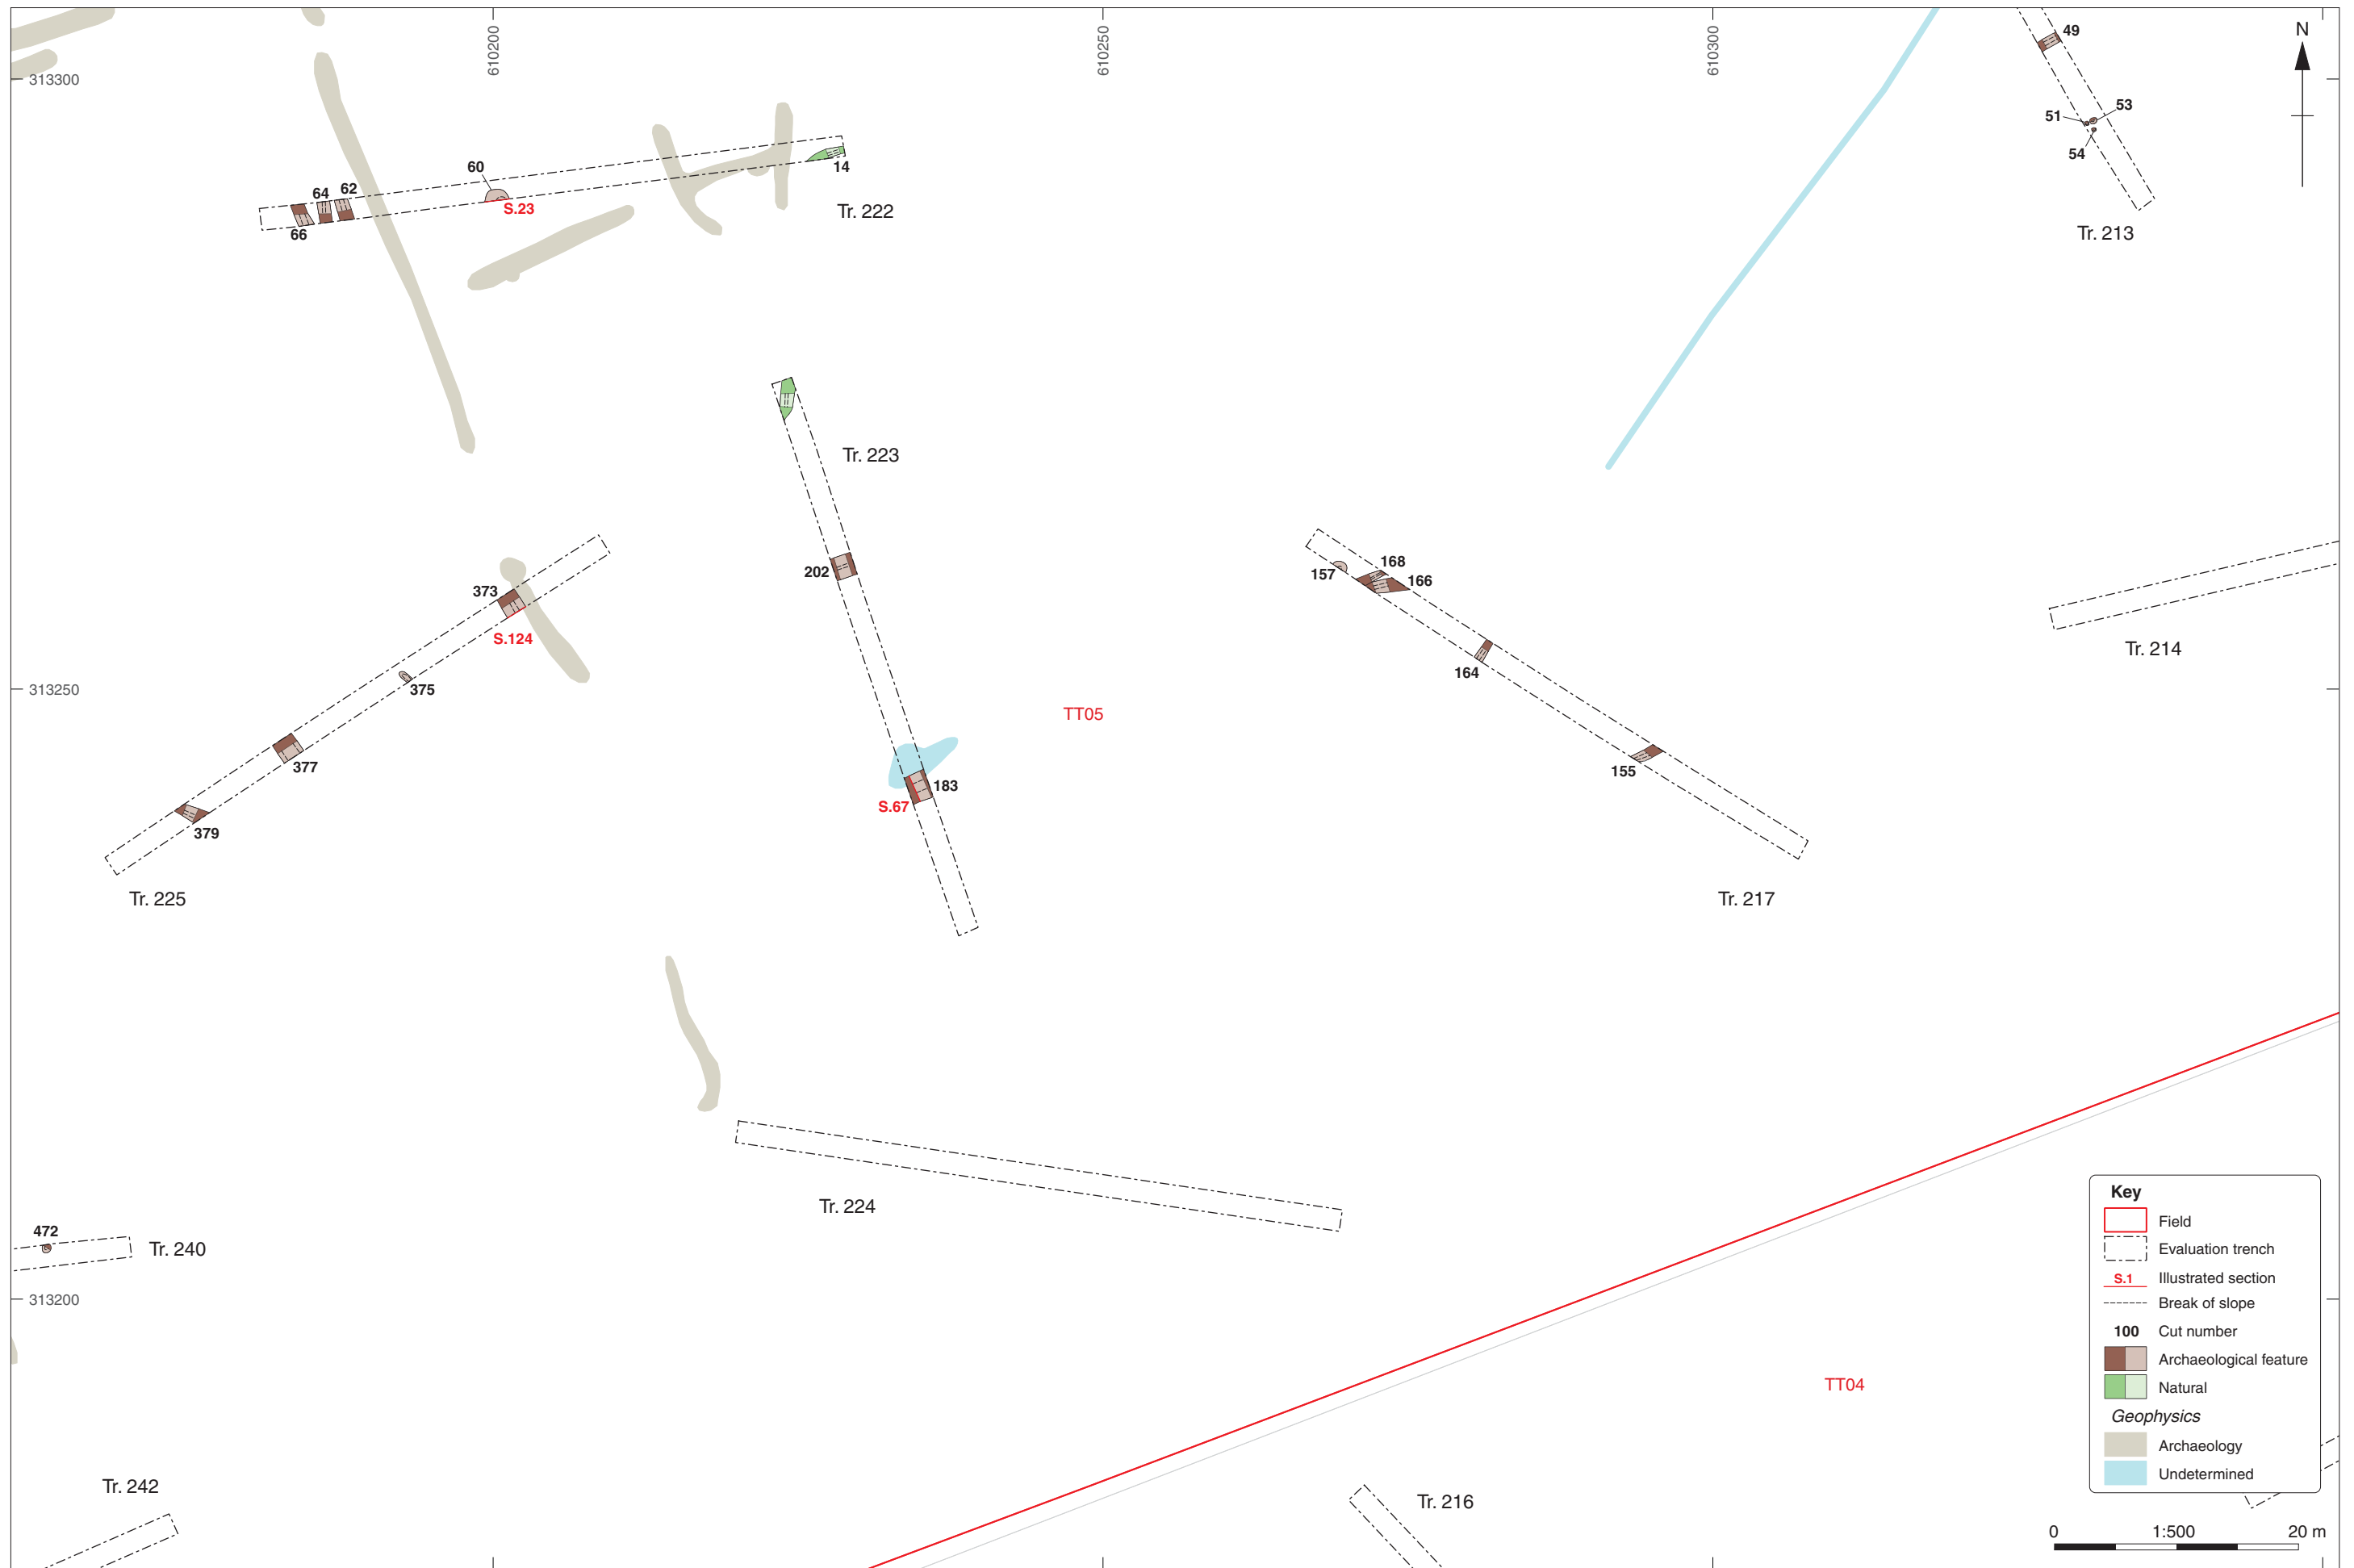 610200
610250
610300
N
313300
49
53
51
54
60
14
64
62
S.23
66
Tr. 222
Tr. 213
Tr. 223
168
157
166
202
373
S.124
Tr. 214
164
375
313250
TT05
377
155
183
S.67
379
Tr. 225
Tr. 217
Key
Field
Evaluation trench
S.1 Illustrated section
Break of slope
100 Cut number
Archaeological feature
Natural
Geophysics
Archaeology
Undetermined
Tr. 224
472
Tr. 240
313200
TT04
Tr. 242
Tr. 216
0 1:500 20 m